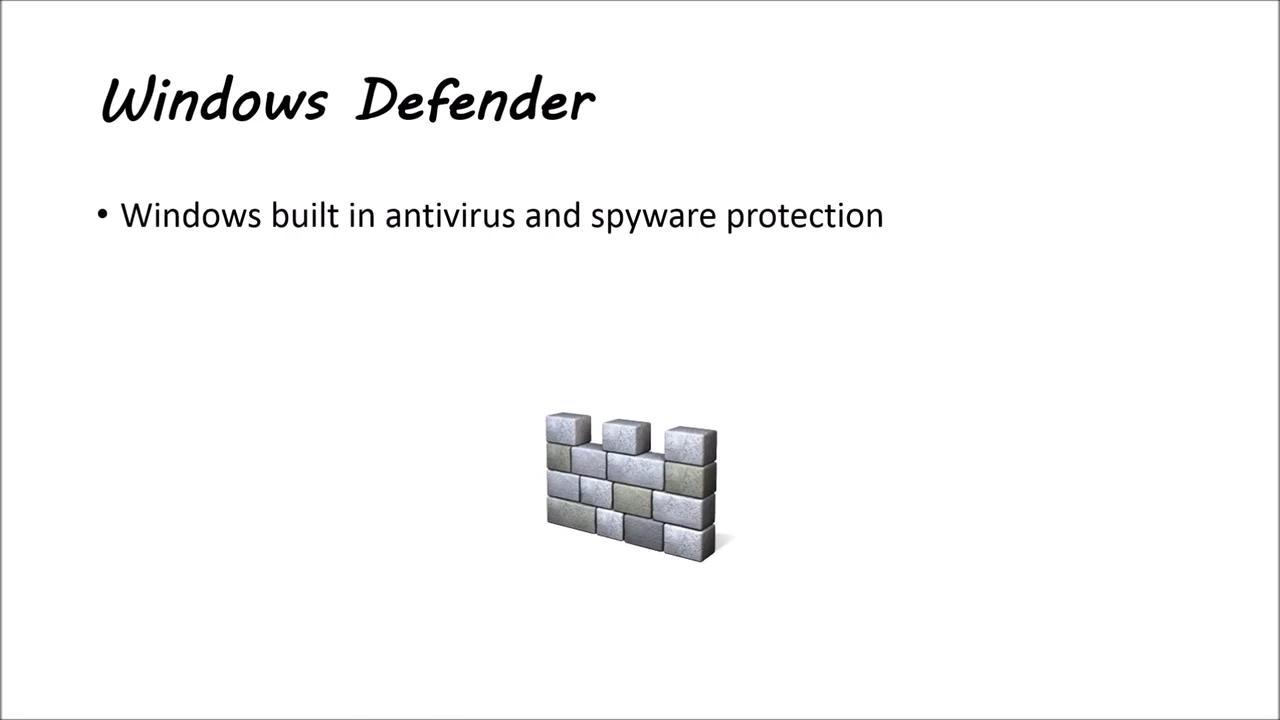 Windows Defender
• Windows built in antivirus and spyware protection